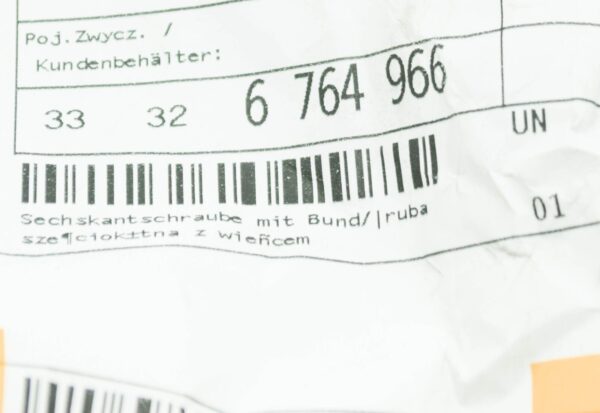 Poj.Zwycz. /
Kundenbehälter:
33 32 6 764 966
UN
Sechskantschraube mit Bund/|ruba
sze¶ciok±tna z wieñcem
01